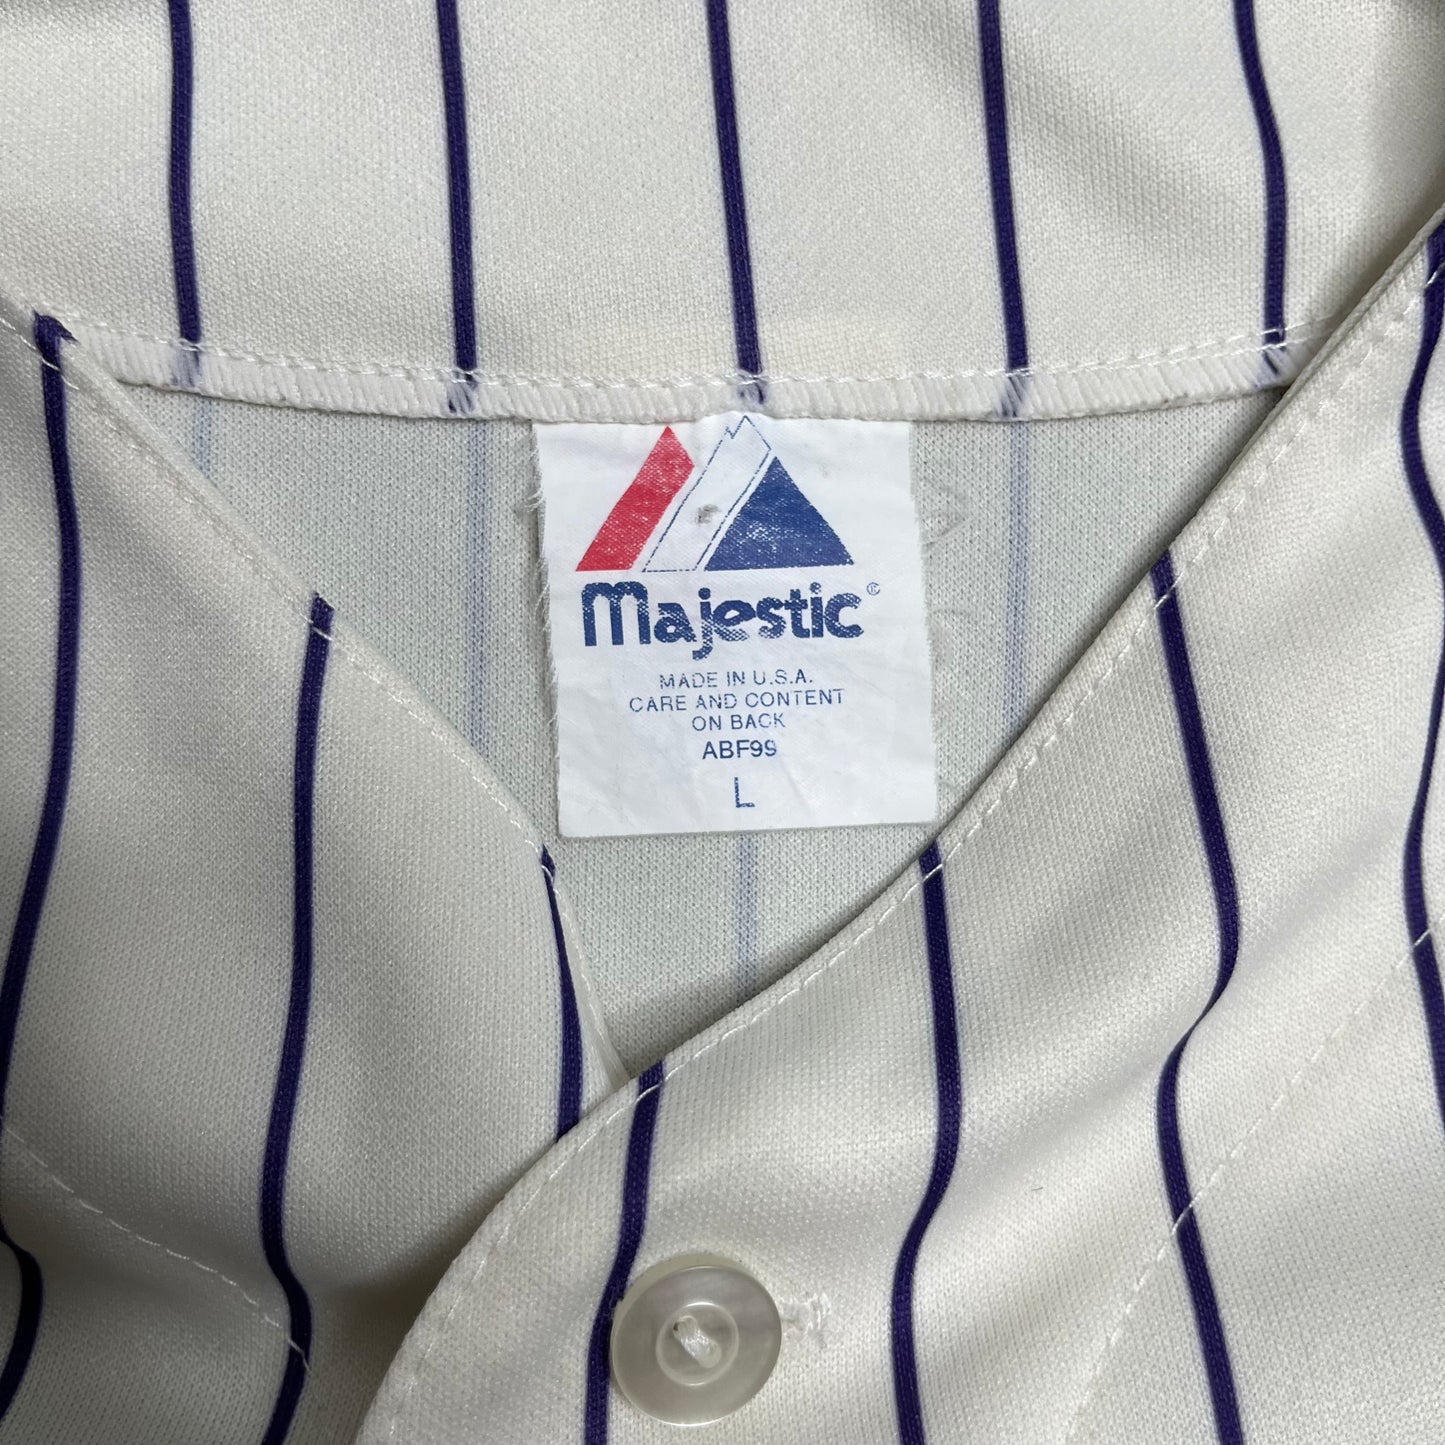 Majestic®
MADE IN U.S.A.
CARE AND CONTENT
ON BACK
ABF99
L